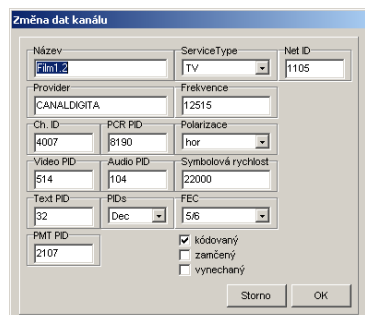 Změna dat kanálu
Název ServiceType Net ID
Film1.2 TV 1105
Provider Frekvence
CANALDIGITA 12515
Ch. ID PCR PID Polarizace
4007 8190 hor
Video PID Audio PID Symbolová rychlost
514 104 22000
Text PID PIDs FEC
32 Dec 5/6
PMT PID
2107
kódovaný
zamčený
vynechaný
Storno OK